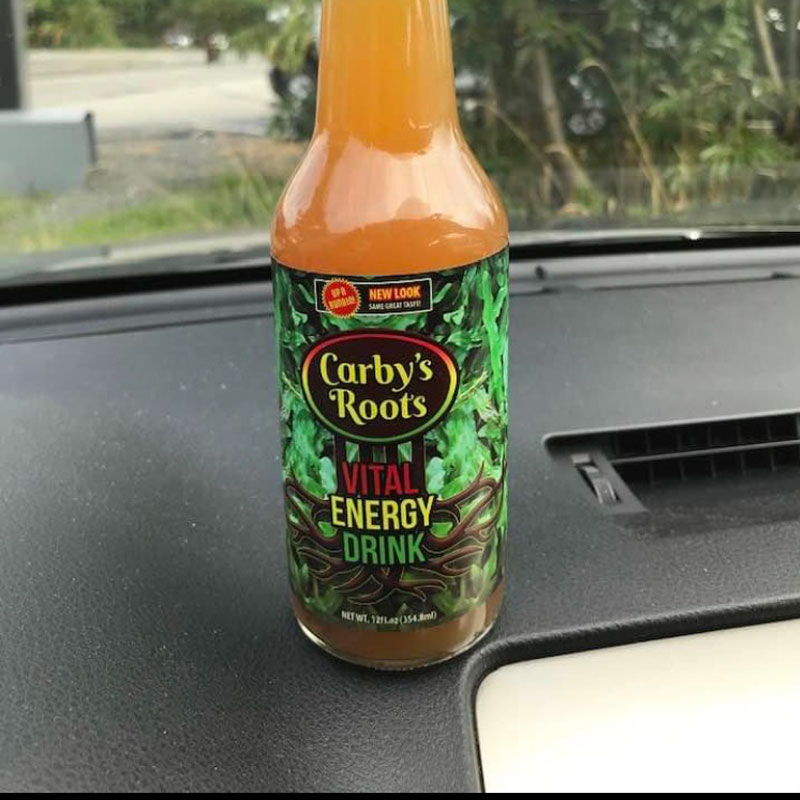 NEW LOOK
SAME GREAT TASTE!
Carby's
Roots
VITAL
ENERGY
DRINK
NET WT. 12fl.oz (354.8ml)